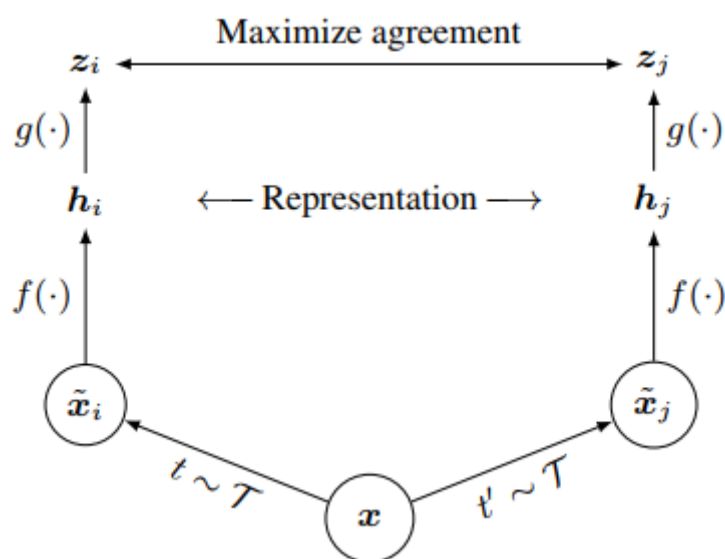 Maximize agreement
z_i z_j
g(·) g(·)
h_i ← Representation → h_j
f(·) f(·)
x̃_i x̃_j
t ∼ 𝒯 t' ∼ 𝒯
x